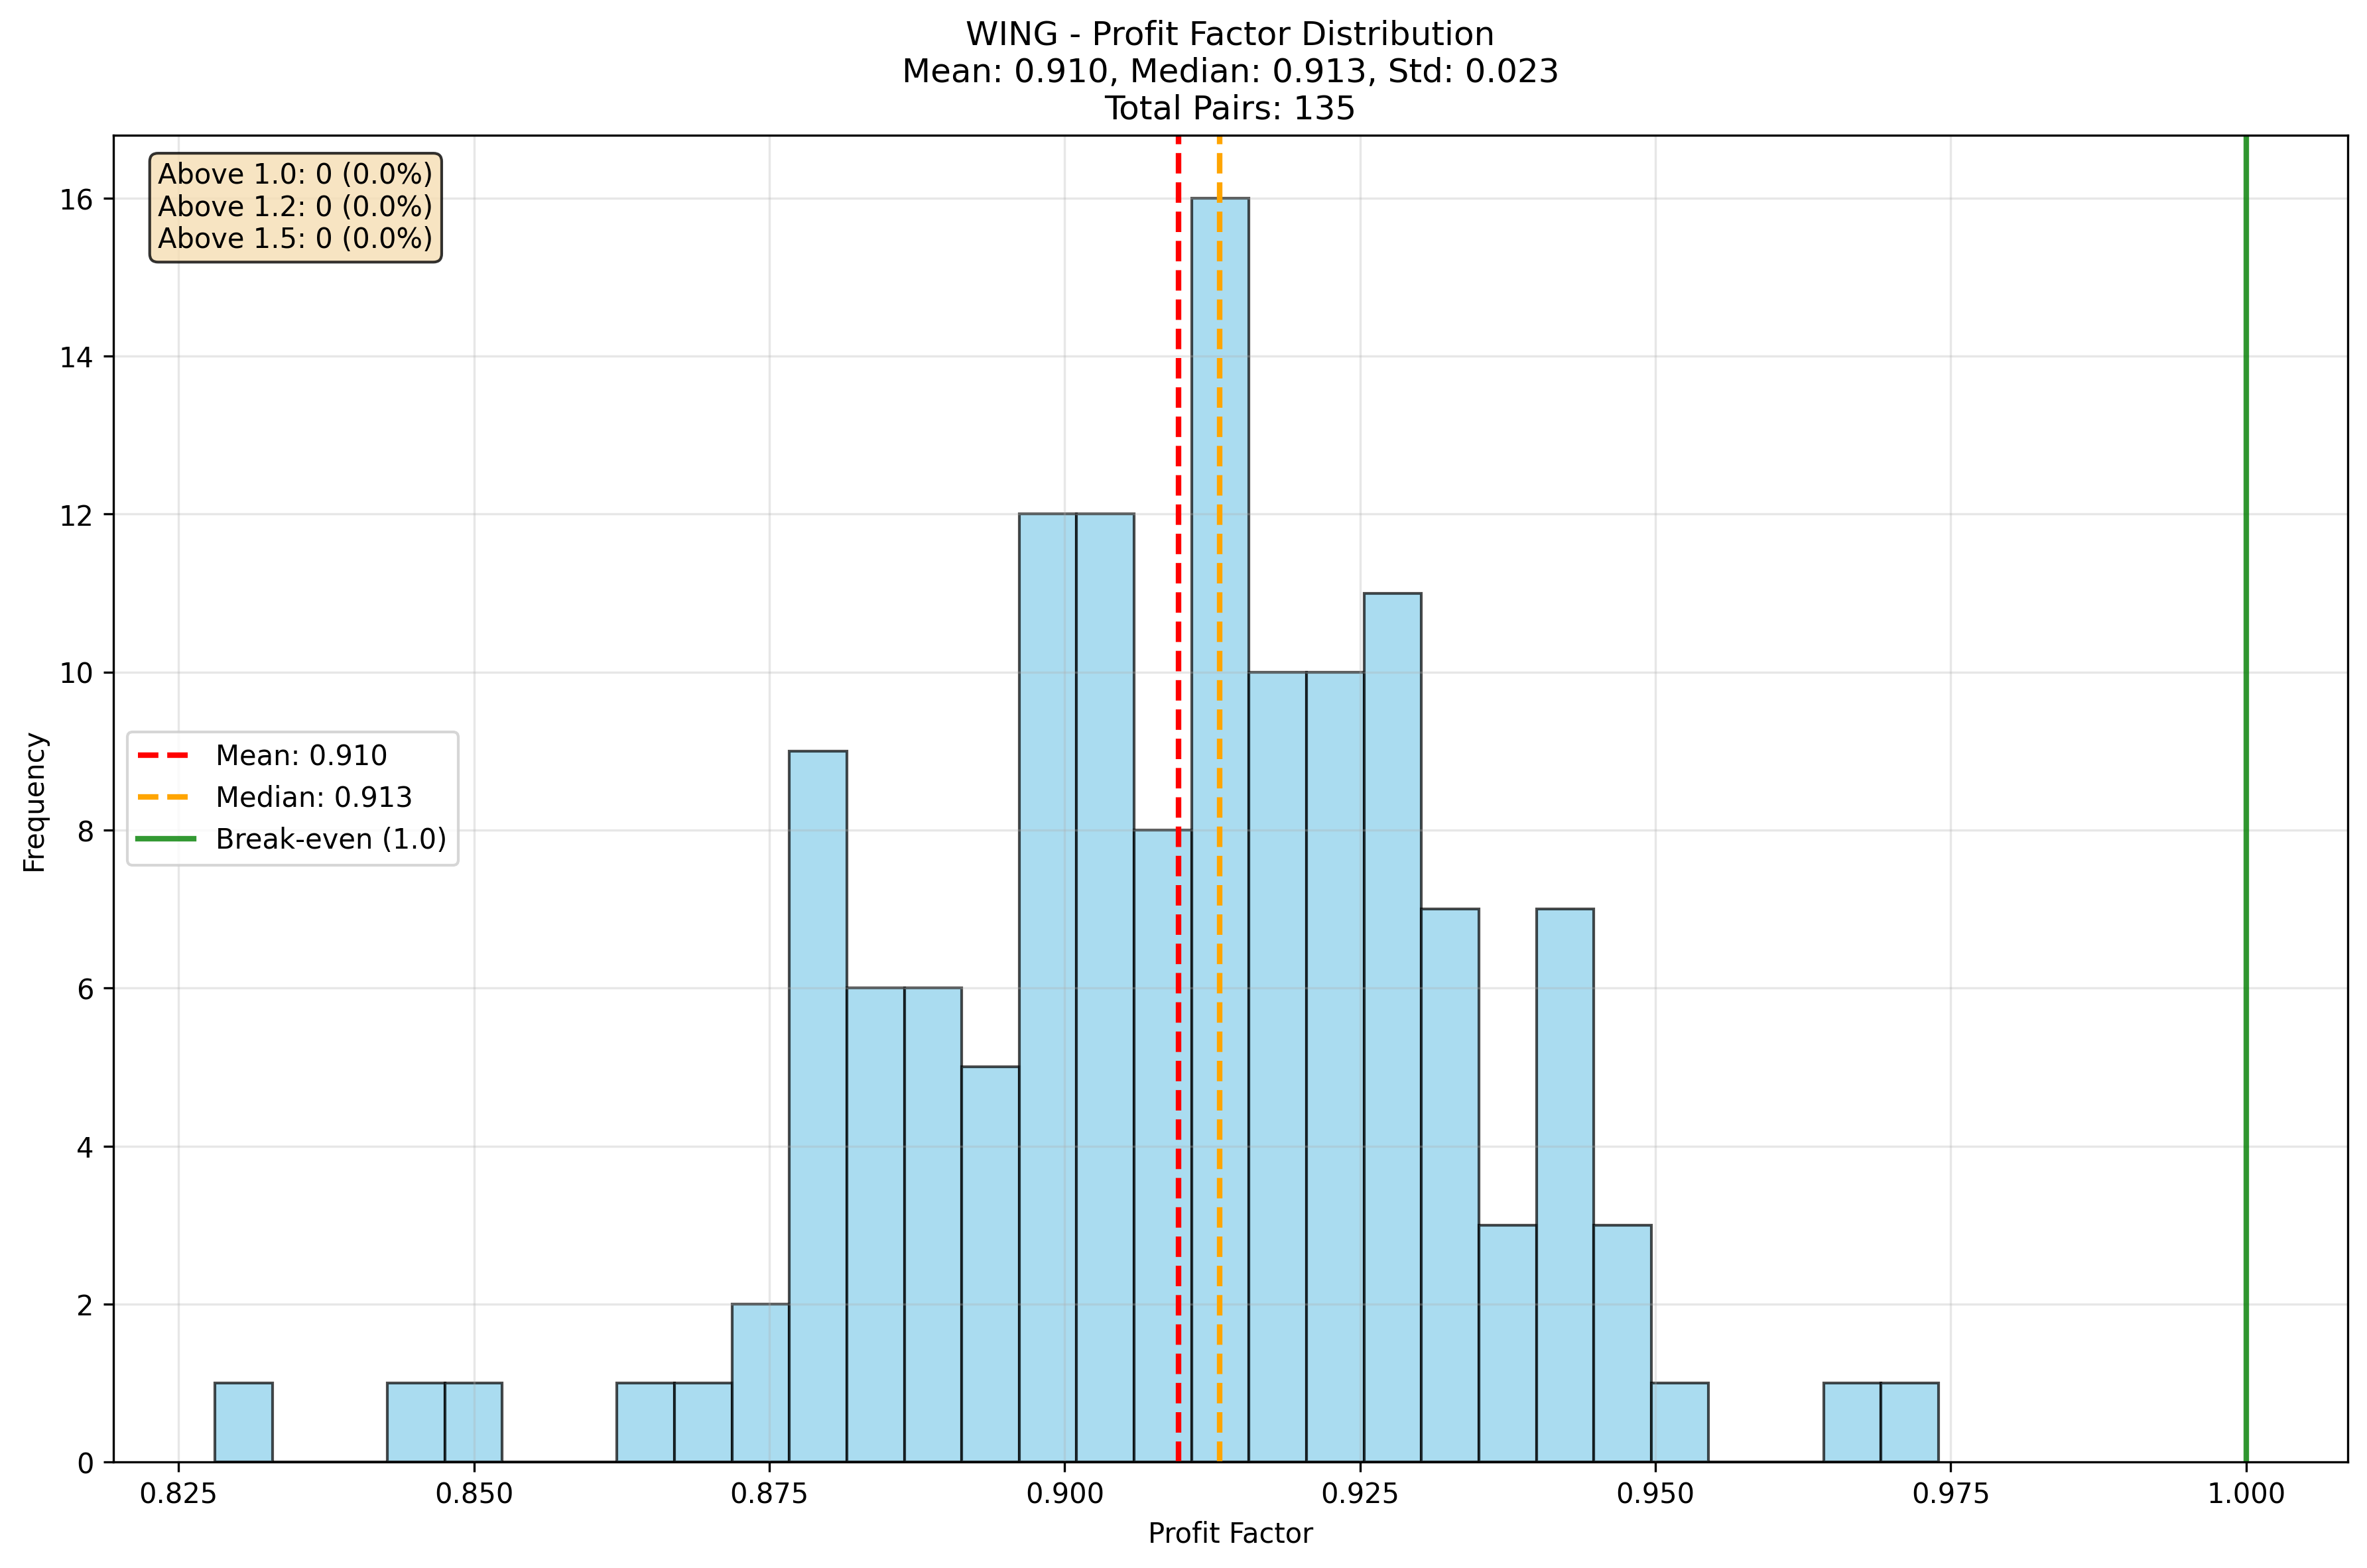 WING - Profit Factor Distribution
Mean: 0.910, Median: 0.913, Std: 0.023
Total Pairs: 135
Above 1.0: 0 (0.0%)
Above 1.2: 0 (0.0%)
Above 1.5: 0 (0.0%)
Mean: 0.910
Median: 0.913
Break-even (1.0)
Frequency
16
14
12
10
8
6
4
2
0
0.825 0.850 0.875 0.900 0.925 0.950 0.975 1.000
Profit Factor